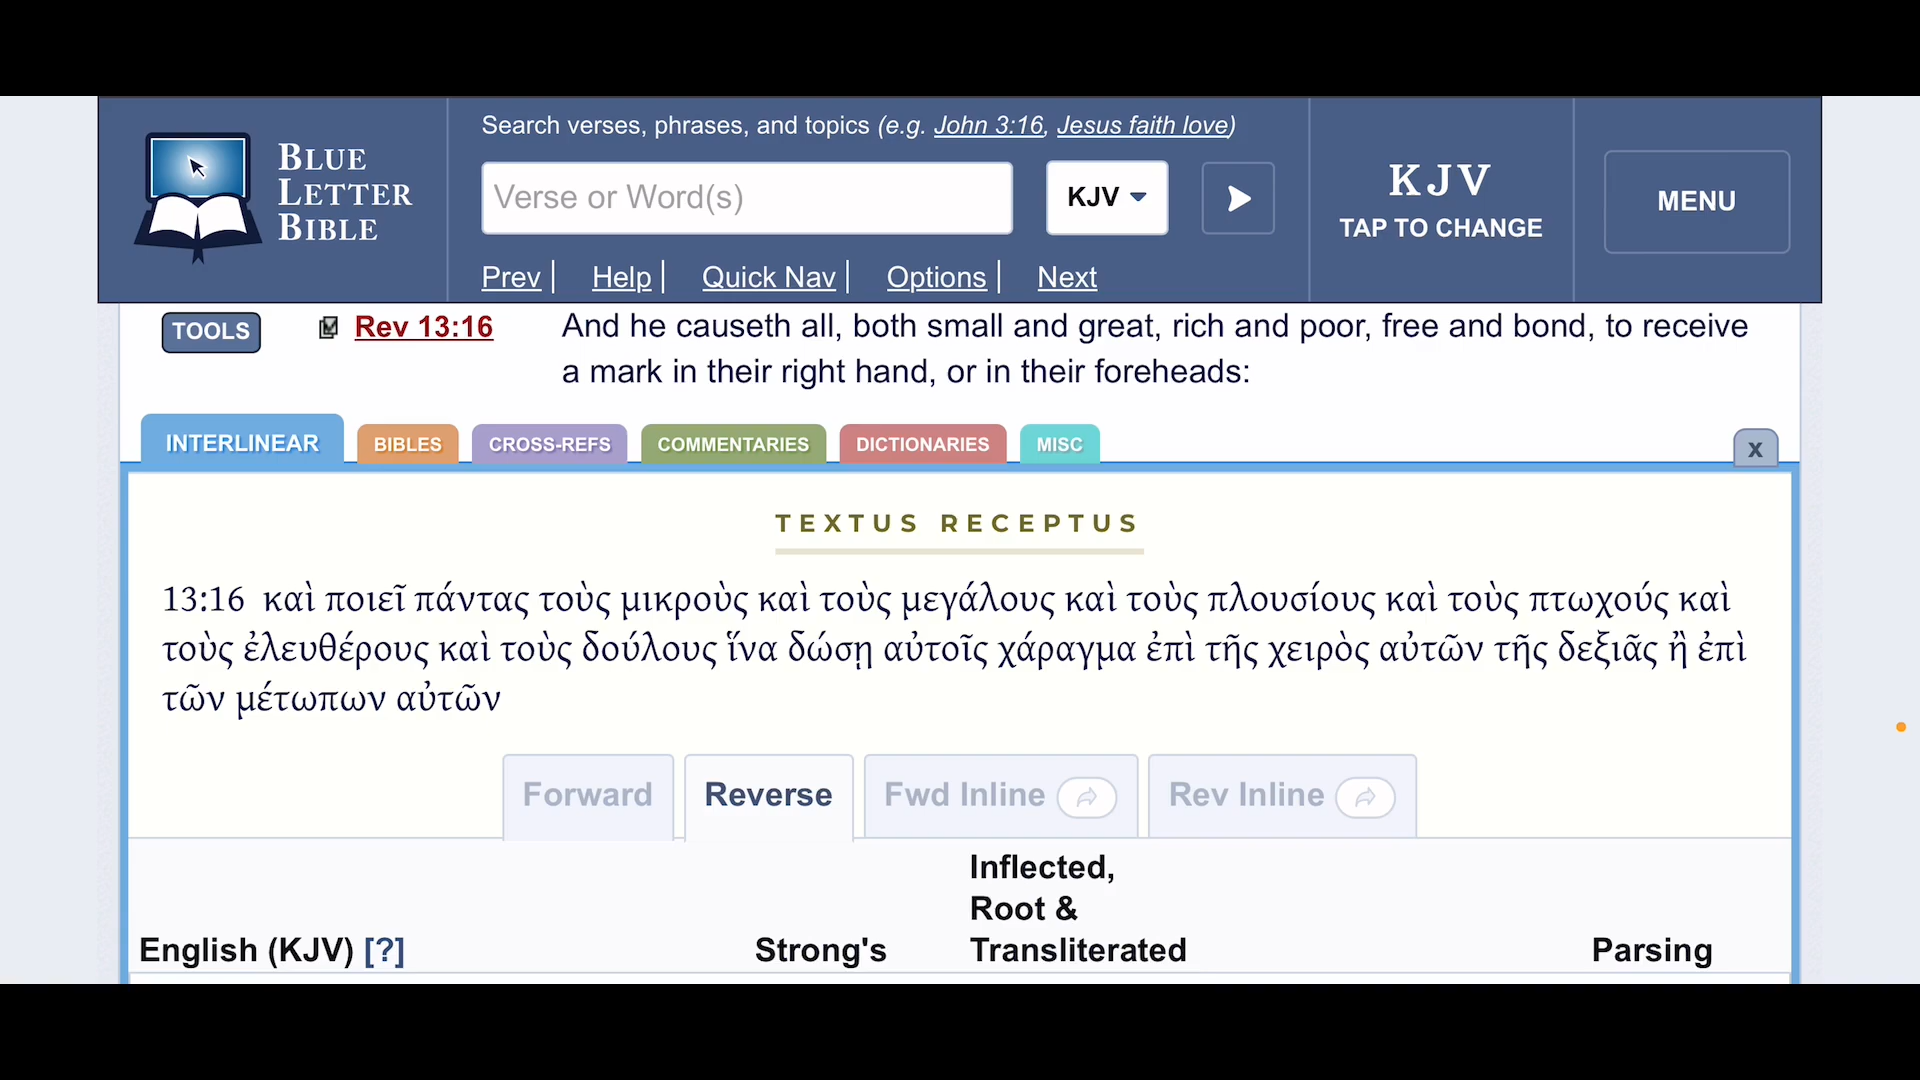 BLUE
LETTER
BIBLE
Search verses, phrases, and topics (e.g. John 3:16, Jesus faith love)
Verse or Word(s)
KJV
KJV
TAP TO CHANGE
MENU
Prev | Help | Quick Nav | Options | Next
TOOLS
Rev 13:16
And he causeth all, both small and great, rich and poor, free and bond, to receive
a mark in their right hand, or in their foreheads:
INTERLINEAR
BIBLES
CROSS-REFS
COMMENTARIES
DICTIONARIES
MISC
x
TEXTUS RECEPTUS
13:16 καὶ ποιεῖ πάντας τοὺς μικροὺς καὶ τοὺς μεγάλους καὶ τοὺς πλουσίους καὶ τοὺς πτωχούς καὶ
τοὺς ἐλευθέρους καὶ τοὺς δούλους ἵνα δώσῃ αὐτοῖς χάραγμα ἐπὶ τῆς χειρὸς αὐτῶν τῆς δεξιᾶς ἢ ἐπὶ
τῶν μέτωπων αὐτῶν
Forward
Reverse
Fwd Inline
Rev Inline
English (KJV) [?]
Strong's
Inflected,
Root &
Transliterated
Parsing